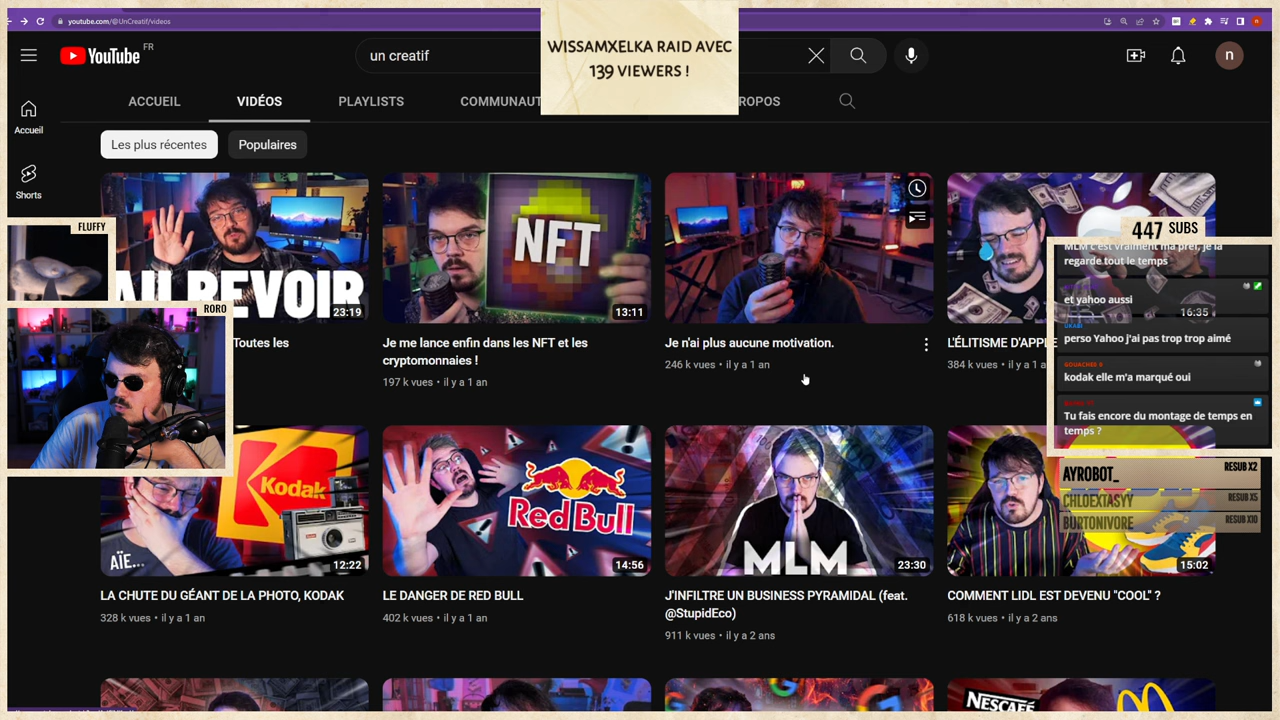 youtube.com/@UnCreatif/videos
WISSAMXELKA RAID AVEC
139 VIEWERS !
YouTube
FR
un creatif
n
ACCUEIL
VIDÉOS
PLAYLISTS
COMMUNAUT
ROPOS
Accueil
Shorts
Les plus récentes
Populaires
FLUFFY
AU REVOIR
23:19
NFT
13:11
447 SUBS
MLM c'est vraiment ma pref, je la
regarde tout le temps
et yahoo aussi
16:35
perso Yahoo j'ai pas trop trop aimé
kodak elle m'a marqué oui
Tu fais encore du montage de temps en
temps ?
RORO
Toutes les
Je me lance enfin dans les NFT et les
cryptomonnaies !
197 k vues • il y a 1 an
Je n'ai plus aucune motivation.
246 k vues • il y a 1 an
L'ÉLITISME D'APPLE
384 k vues • il y a 1 a
Kodak
AÏE...
12:22
RedBull
14:56
MLM
23:30
15:02
AYROBOT_
RESUB X2
CHLOEXTASYY
RESUB X5
BURTONIVORE
RESUB X10
LA CHUTE DU GÉANT DE LA PHOTO, KODAK
328 k vues • il y a 1 an
LE DANGER DE RED BULL
402 k vues • il y a 1 an
J'INFILTRE UN BUSINESS PYRAMIDAL (feat.
@StupidEco)
911 k vues • il y a 2 ans
COMMENT LIDL EST DEVENU "COOL" ?
618 k vues • il y a 2 ans
NESCAFÉ